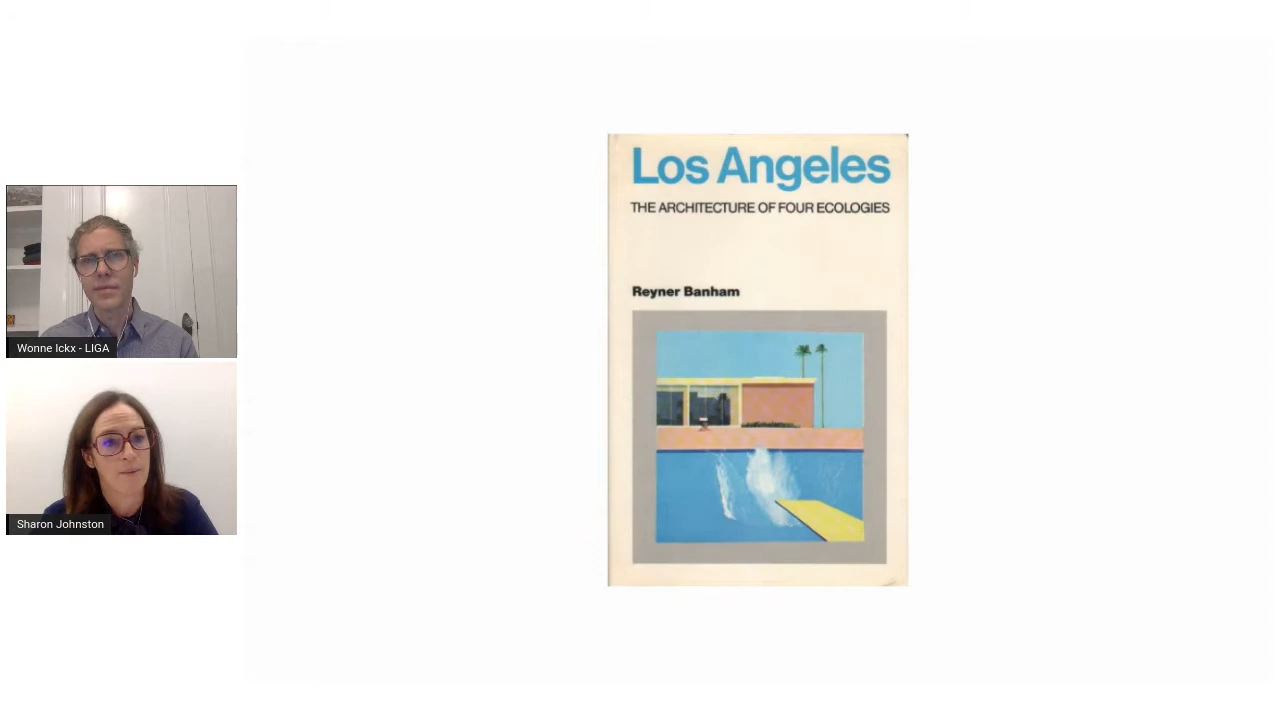 Wonne Ickx - LIGA
Sharon Johnston
Los Angeles
THE ARCHITECTURE OF FOUR ECOLOGIES
Reyner Banham